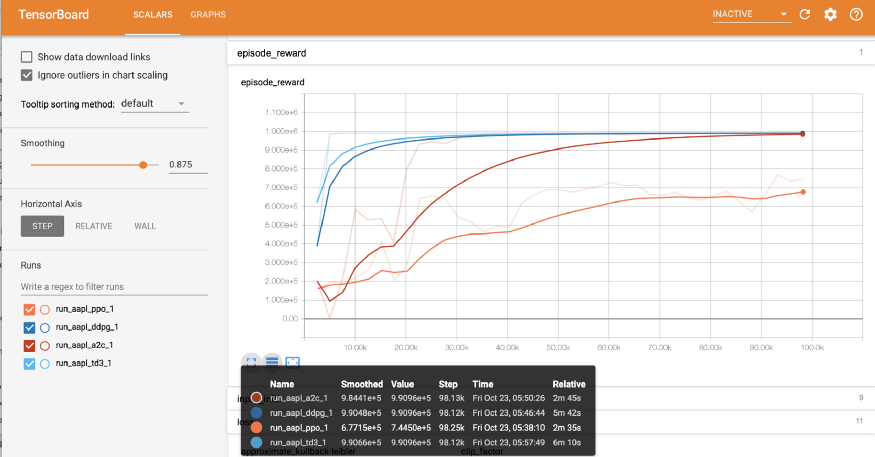 TensorBoard SCALARS GRAPHS INACTIVE
Show data download links
Ignore outliers in chart scaling
Tooltip sorting method: default
Smoothing
0.875
Horizontal Axis
STEP RELATIVE WALL
Runs
Write a regex to filter runs
run_aapl_ppo_1
run_aapl_ddpg_1
run_aapl_a2c_1
run_aapl_td3_1
episode_reward 1
episode_reward
1.100e+6
1.000e+6
9.000e+5
8.000e+5
7.000e+5
6.000e+5
5.000e+5
4.000e+5
3.000e+5
2.000e+5
1.000e+5
0.00
10.00k 20.00k 30.00k 40.00k 50.00k 60.00k 70.00k 80.00k 90.00k 100.0k
Name Smoothed Value Step Time Relative
run_aapl_a2c_1 9.8441e+5 9.9096e+5 98.13k Fri Oct 23, 05:50:26 2m 45s
run_aapl_ddpg_1 9.9048e+5 9.9096e+5 98.12k Fri Oct 23, 05:46:44 5m 42s
run_aapl_ppo_1 6.7715e+5 7.4450e+5 98.25k Fri Oct 23, 05:38:10 2m 35s
run_aapl_td3_1 9.9066e+5 9.9096e+5 98.12k Fri Oct 23, 05:57:49 6m 10s
9
loss 11
approximate_kullback-leibler clip_factor